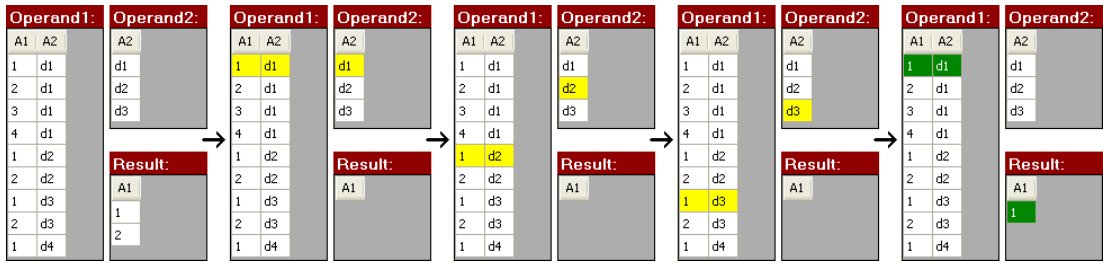 Operand1:
A1 A2
1 d1
2 d1
3 d1
4 d1
1 d2
2 d2
1 d3
2 d3
1 d4
Operand2:
A2
d1
d2
d3
Result:
A1
1
2
Operand1:
A1 A2
1 d1
2 d1
3 d1
4 d1
1 d2
2 d2
1 d3
2 d3
1 d4
Operand2:
A2
d1
d2
d3
Result:
A1
Operand1:
A1 A2
1 d1
2 d1
3 d1
4 d1
1 d2
2 d2
1 d3
2 d3
1 d4
Operand2:
A2
d1
d2
d3
Result:
A1
Operand1:
A1 A2
1 d1
2 d1
3 d1
4 d1
1 d2
2 d2
1 d3
2 d3
1 d4
Operand2:
A2
d1
d2
d3
Result:
A1
Operand1:
A1 A2
1 d1
2 d1
3 d1
4 d1
1 d2
2 d2
1 d3
2 d3
1 d4
Operand2:
A2
d1
d2
d3
Result:
A1
1